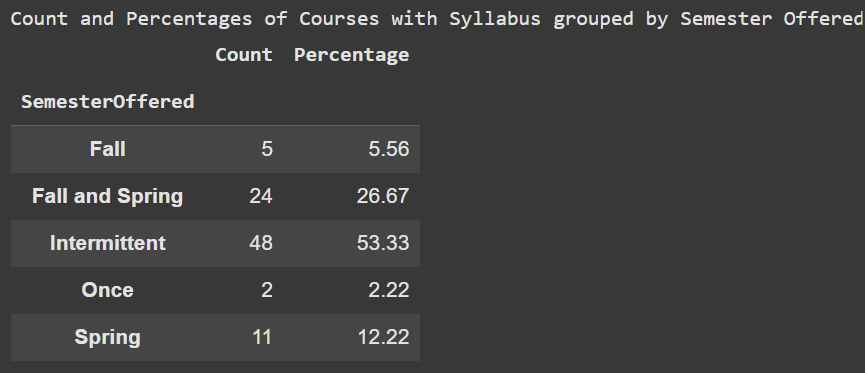 Count and Percentages of Courses with Syllabus grouped by Semester Offered
Count Percentage
SemesterOffered
Fall 5 5.56
Fall and Spring 24 26.67
Intermittent 48 53.33
Once 2 2.22
Spring 11 12.22